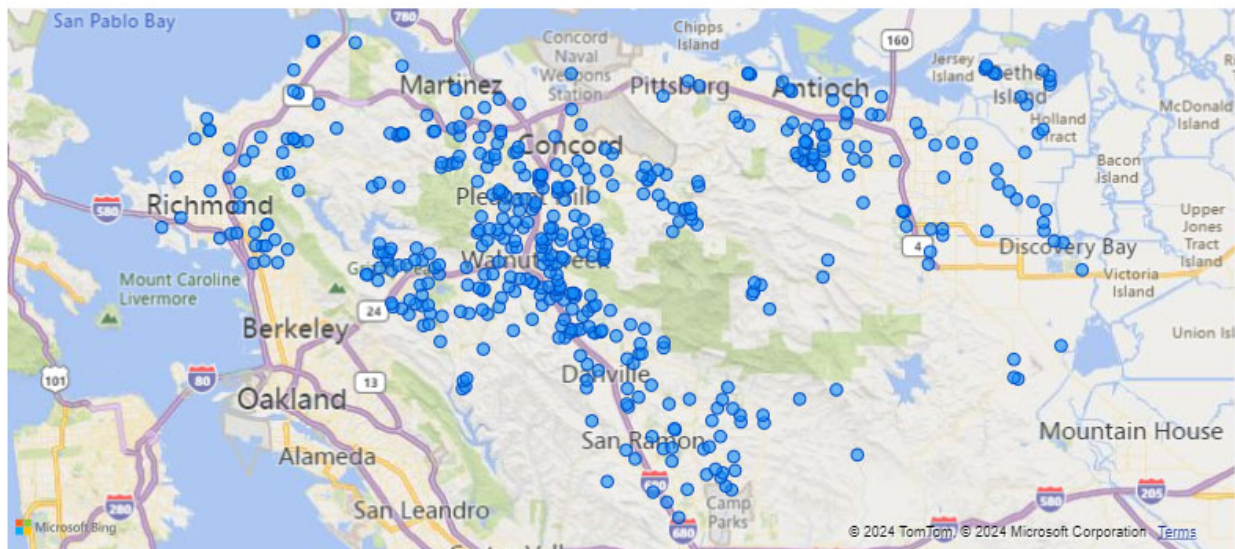 San Pablo Bay
780
Chipps
Island
Concord
Naval
Weapons
Station
160
Jersey
Island
Bethel
Island
Martinez
Pittsburg
Antioch
Holland
Tract
McDonald
Island
Concord
Bacon
Island
580
Richmond
Pleasant Hill
Upper
Jones
Tract
Island
4
Discovery Bay
Mount Caroline
Livermore
Walnut Creek
Victoria
Island
24
Berkeley
Union Isl
101
80
13
Danville
Oakland
San Ramon
Mountain House
Alameda
680
580
205
280
Camp
Parks
San Leandro
680
Microsoft Bing
© 2024 TomTom, © 2024 Microsoft Corporation Terms